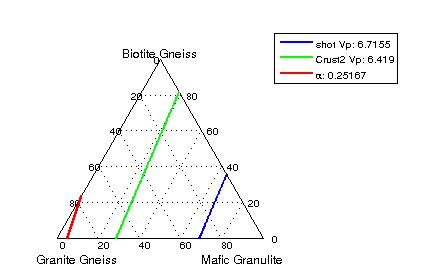 Biotite Gneiss
0
shot Vp: 6.7155
Crust2 Vp: 6.419
α: 0.25167
20 80
40 60
60 40
80 20
0 20 40 60 80 0
Granite Gneiss Mafic Granulite